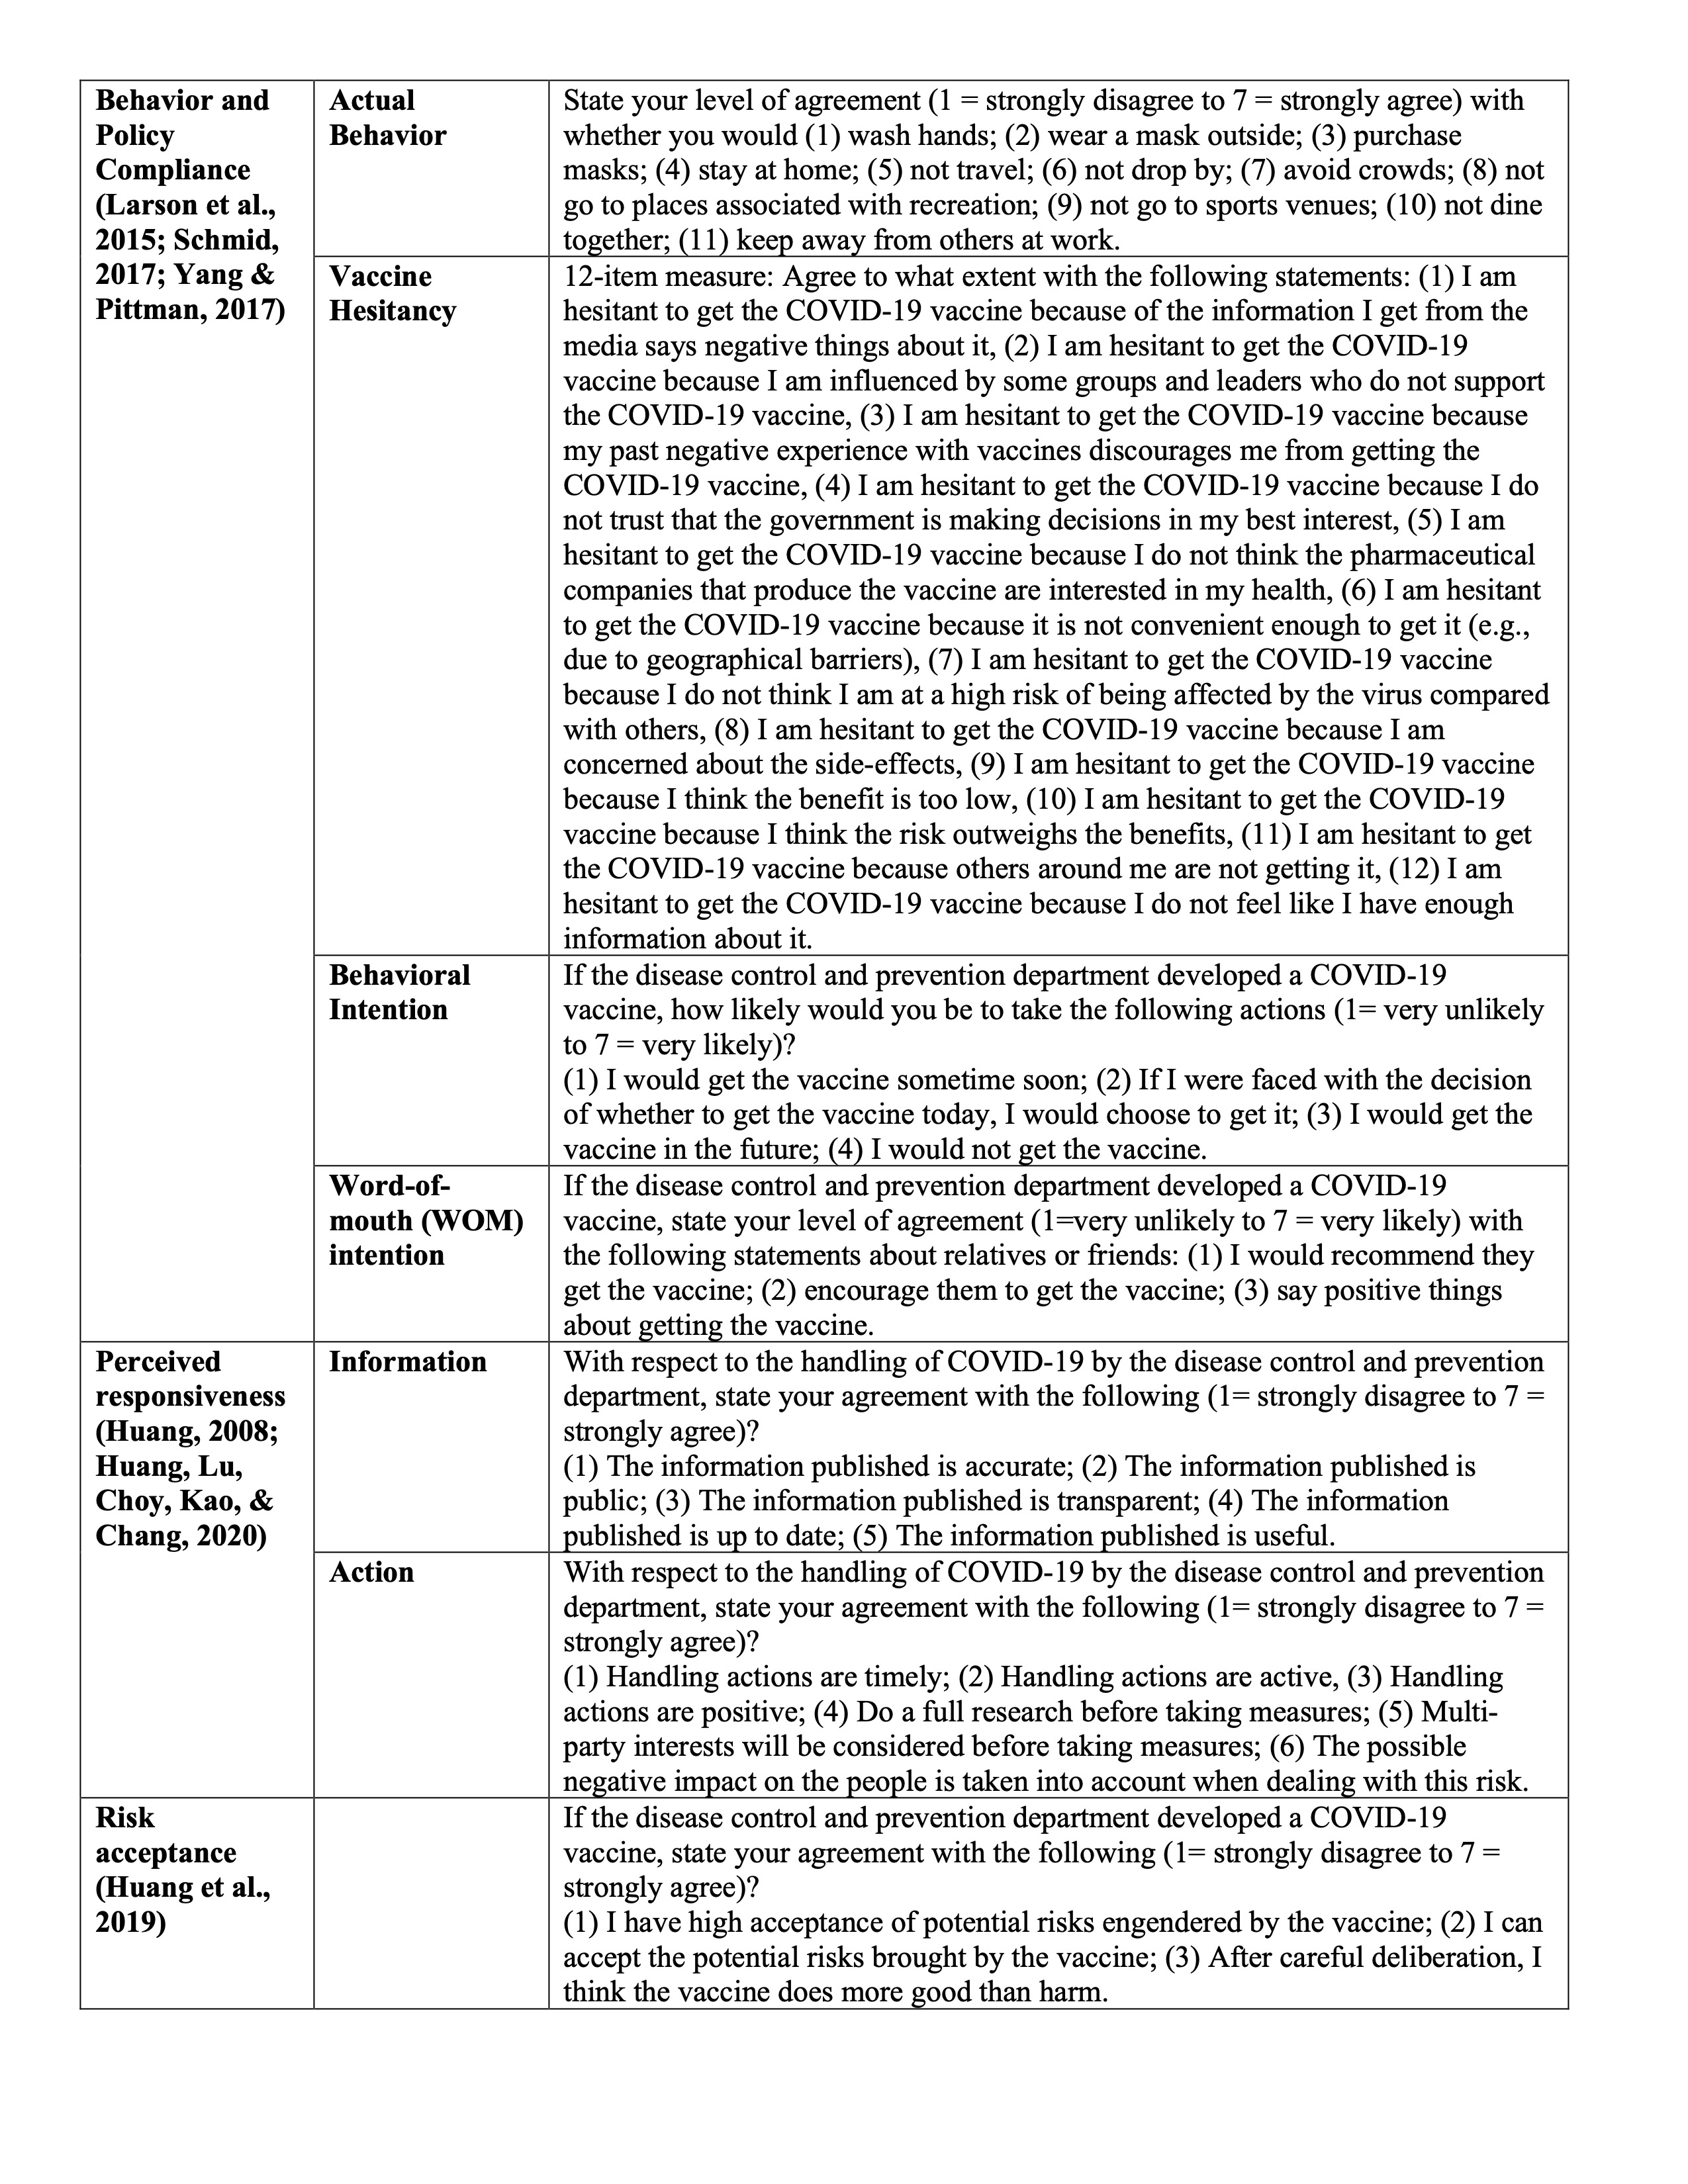 Behavior and
Policy
Compliance
(Larson et al.,
2015; Schmid,
2017; Yang &
Pittman, 2017)
Actual
Behavior
State your level of agreement (1 = strongly disagree to 7 = strongly agree) with
whether you would (1) wash hands; (2) wear a mask outside; (3) purchase
masks; (4) stay at home; (5) not travel; (6) not drop by; (7) avoid crowds; (8) not
go to places associated with recreation; (9) not go to sports venues; (10) not dine
together; (11) keep away from others at work.
Vaccine
Hesitancy
12-item measure: Agree to what extent with the following statements: (1) I am
hesitant to get the COVID-19 vaccine because of the information I get from the
media says negative things about it, (2) I am hesitant to get the COVID-19
vaccine because I am influenced by some groups and leaders who do not support
the COVID-19 vaccine, (3) I am hesitant to get the COVID-19 vaccine because
my past negative experience with vaccines discourages me from getting the
COVID-19 vaccine, (4) I am hesitant to get the COVID-19 vaccine because I do
not trust that the government is making decisions in my best interest, (5) I am
hesitant to get the COVID-19 vaccine because I do not think the pharmaceutical
companies that produce the vaccine are interested in my health, (6) I am hesitant
to get the COVID-19 vaccine because it is not convenient enough to get it (e.g.,
due to geographical barriers), (7) I am hesitant to get the COVID-19 vaccine
because I do not think I am at a high risk of being affected by the virus compared
with others, (8) I am hesitant to get the COVID-19 vaccine because I am
concerned about the side-effects, (9) I am hesitant to get the COVID-19 vaccine
because I think the benefit is too low, (10) I am hesitant to get the COVID-19
vaccine because I think the risk outweighs the benefits, (11) I am hesitant to get
the COVID-19 vaccine because others around me are not getting it, (12) I am
hesitant to get the COVID-19 vaccine because I do not feel like I have enough
information about it.
Behavioral
Intention
If the disease control and prevention department developed a COVID-19
vaccine, how likely would you be to take the following actions (1= very unlikely
to 7 = very likely)?
(1) I would get the vaccine sometime soon; (2) If I were faced with the decision
of whether to get the vaccine today, I would choose to get it; (3) I would get the
vaccine in the future; (4) I would not get the vaccine.
Word-of-
mouth (WOM)
intention
If the disease control and prevention department developed a COVID-19
vaccine, state your level of agreement (1=very unlikely to 7 = very likely) with
the following statements about relatives or friends: (1) I would recommend they
get the vaccine; (2) encourage them to get the vaccine; (3) say positive things
about getting the vaccine.
Perceived
responsiveness
(Huang, 2008;
Huang, Lu,
Choy, Kao, &
Chang, 2020)
Information
With respect to the handling of COVID-19 by the disease control and prevention
department, state your agreement with the following (1= strongly disagree to 7 =
strongly agree)?
(1) The information published is accurate; (2) The information published is
public; (3) The information published is transparent; (4) The information
published is up to date; (5) The information published is useful.
Action
With respect to the handling of COVID-19 by the disease control and prevention
department, state your agreement with the following (1= strongly disagree to 7 =
strongly agree)?
(1) Handling actions are timely; (2) Handling actions are active, (3) Handling
actions are positive; (4) Do a full research before taking measures; (5) Multi-
party interests will be considered before taking measures; (6) The possible
negative impact on the people is taken into account when dealing with this risk.
Risk
acceptance
(Huang et al.,
2019)
If the disease control and prevention department developed a COVID-19
vaccine, state your agreement with the following (1= strongly disagree to 7 =
strongly agree)?
(1) I have high acceptance of potential risks engendered by the vaccine; (2) I can
accept the potential risks brought by the vaccine; (3) After careful deliberation, I
think the vaccine does more good than harm.